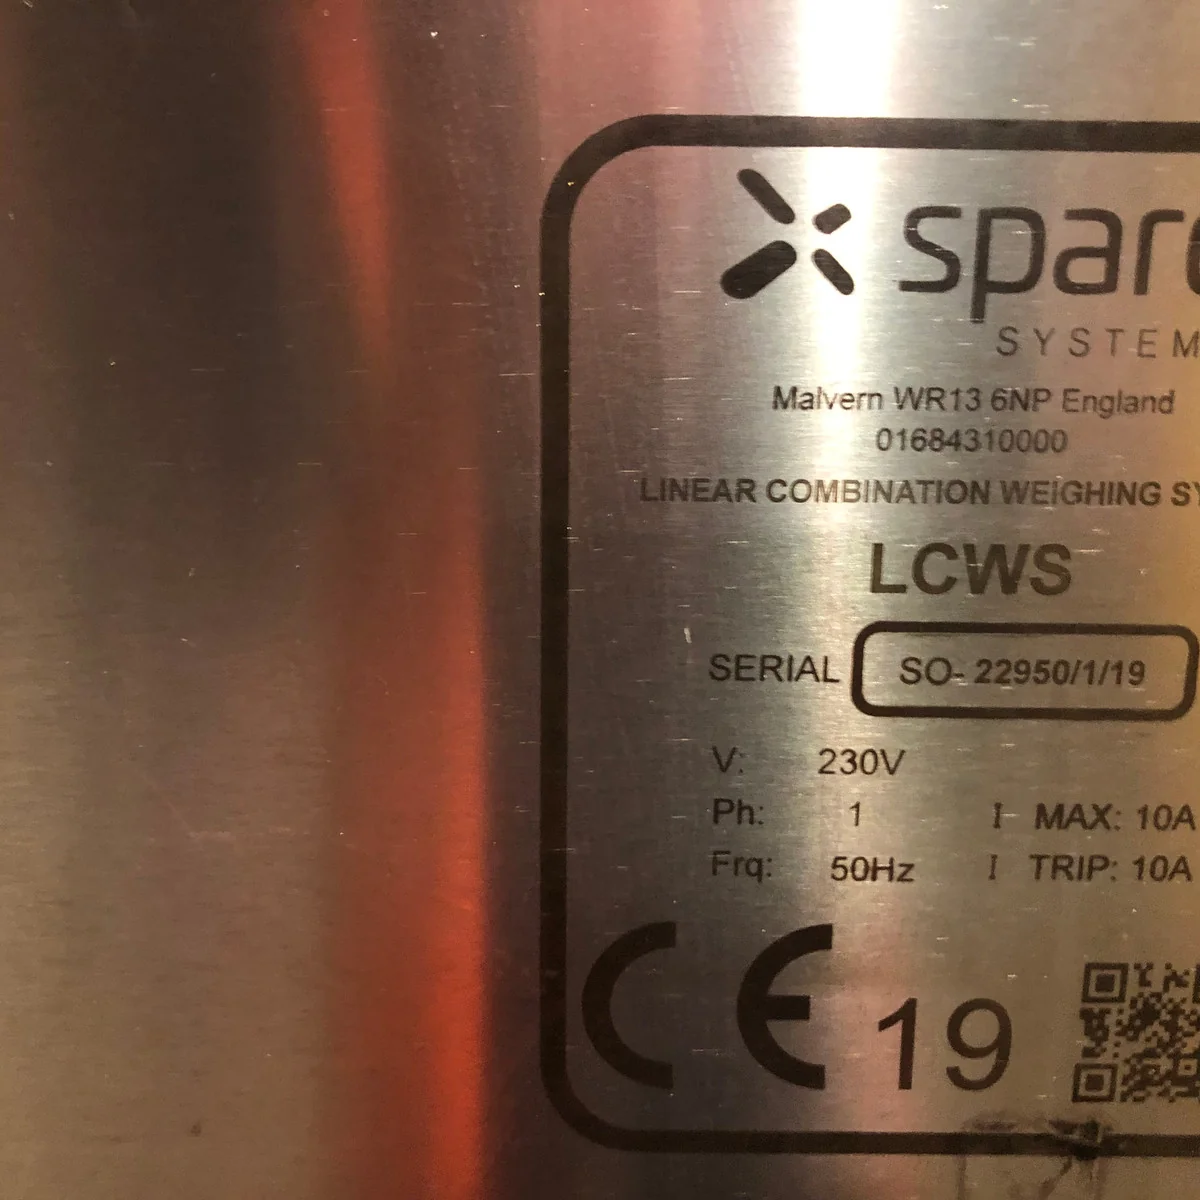 spare
SYSTEM
Malvern WR13 6NP England
01684310000
LINEAR COMBINATION WEIGHING SY
LCWS
SERIAL SO- 22950/1/19
V: 230V
Ph: 1 I MAX: 10A
Frq: 50Hz I TRIP: 10A
CE 19